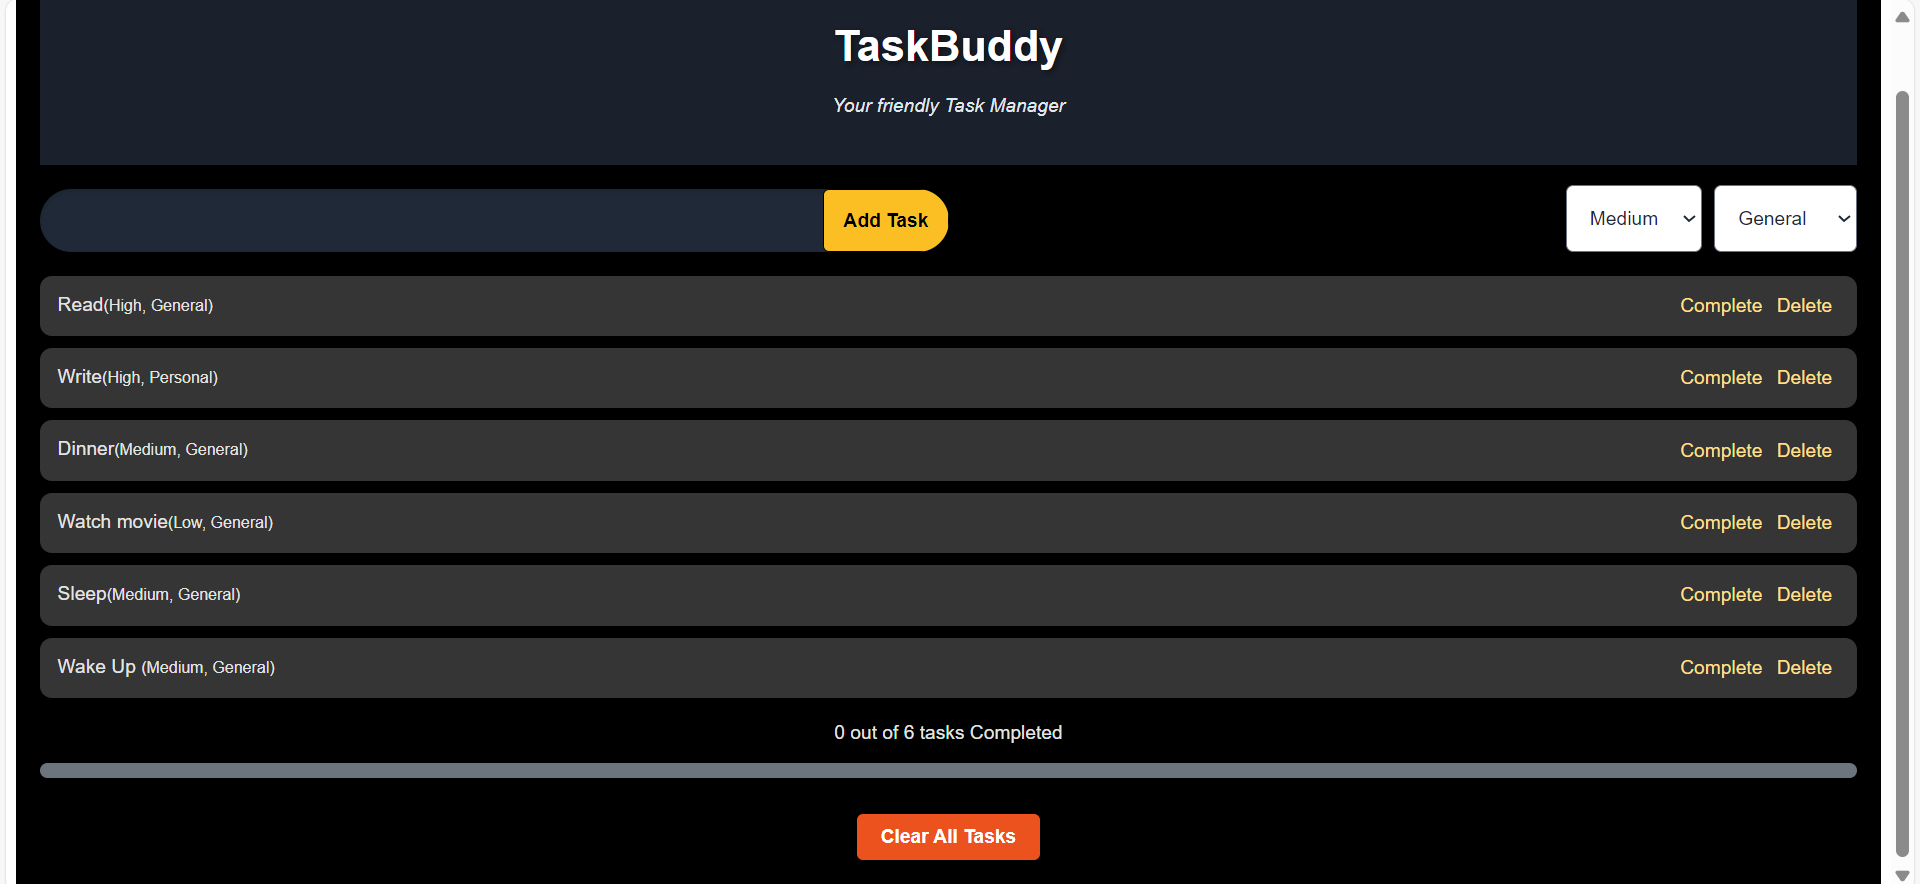 TaskBuddy
Your friendly Task Manager
Add Task Medium General
Read(High, General) Complete Delete
Write(High, Personal) Complete Delete
Dinner(Medium, General) Complete Delete
Watch movie(Low, General) Complete Delete
Sleep(Medium, General) Complete Delete
Wake Up (Medium, General) Complete Delete
0 out of 6 tasks Completed
Clear All Tasks